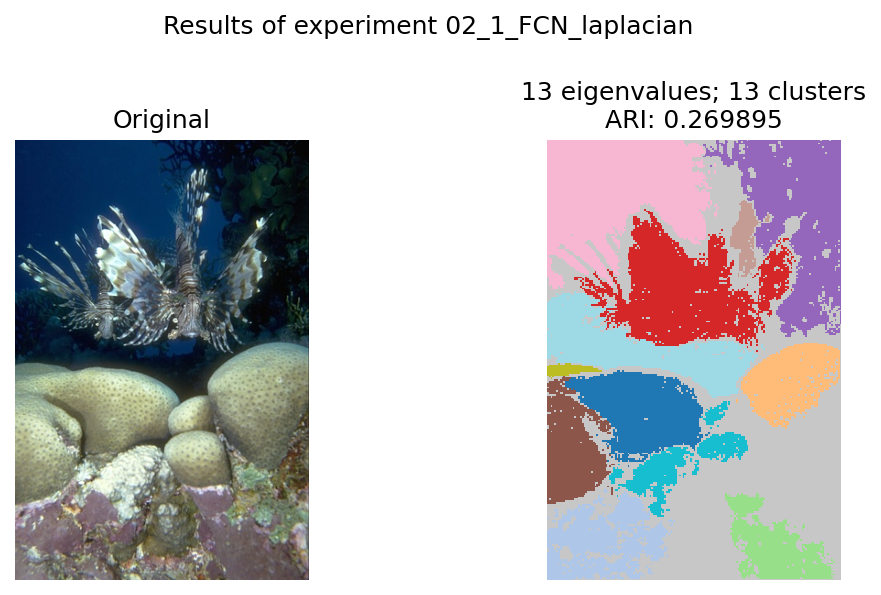 Results of experiment 02_1_FCN_laplacian
Original
13 eigenvalues; 13 clusters
ARI: 0.269895